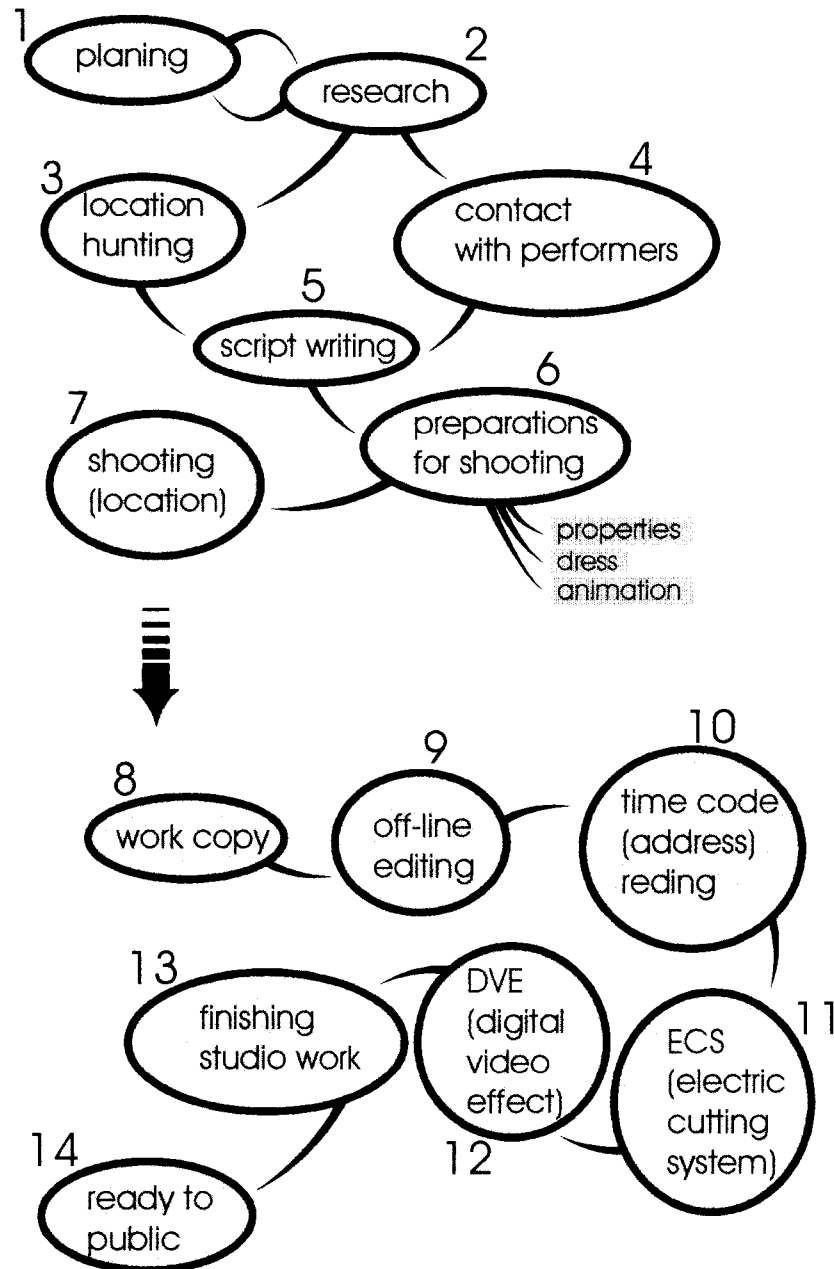 1
planing
2
research
3
location
hunting
4
contact
with performers
5
script writing
6
preparations
for shooting
properties
dress
animation
7
shooting
(location)
8
work copy
9
off-line
editing
10
time code
(address)
reding
11
ECS
(electric
cutting
system)
12
DVE
(digital
video
effect)
13
finishing
studio work
14
ready to
public